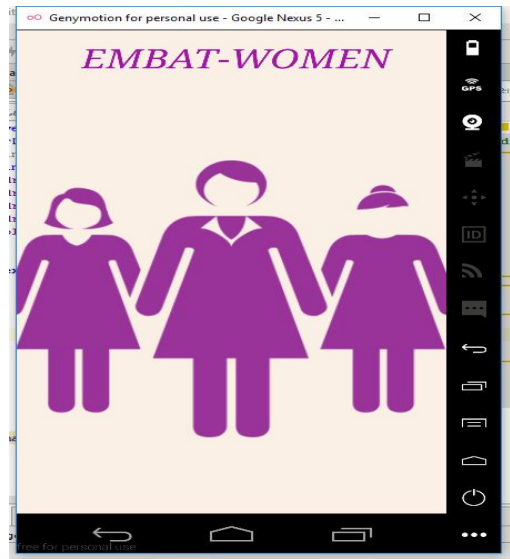 Genymotion for personal use - Google Nexus 5 - ...
EMBAT-WOMEN
GPS
ID
free for personal use